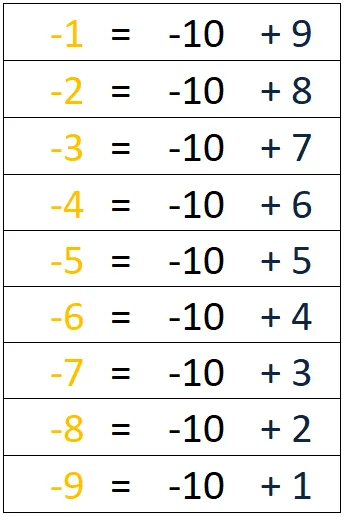 -1 = -10 + 9
-2 = -10 + 8
-3 = -10 + 7
-4 = -10 + 6
-5 = -10 + 5
-6 = -10 + 4
-7 = -10 + 3
-8 = -10 + 2
-9 = -10 + 1